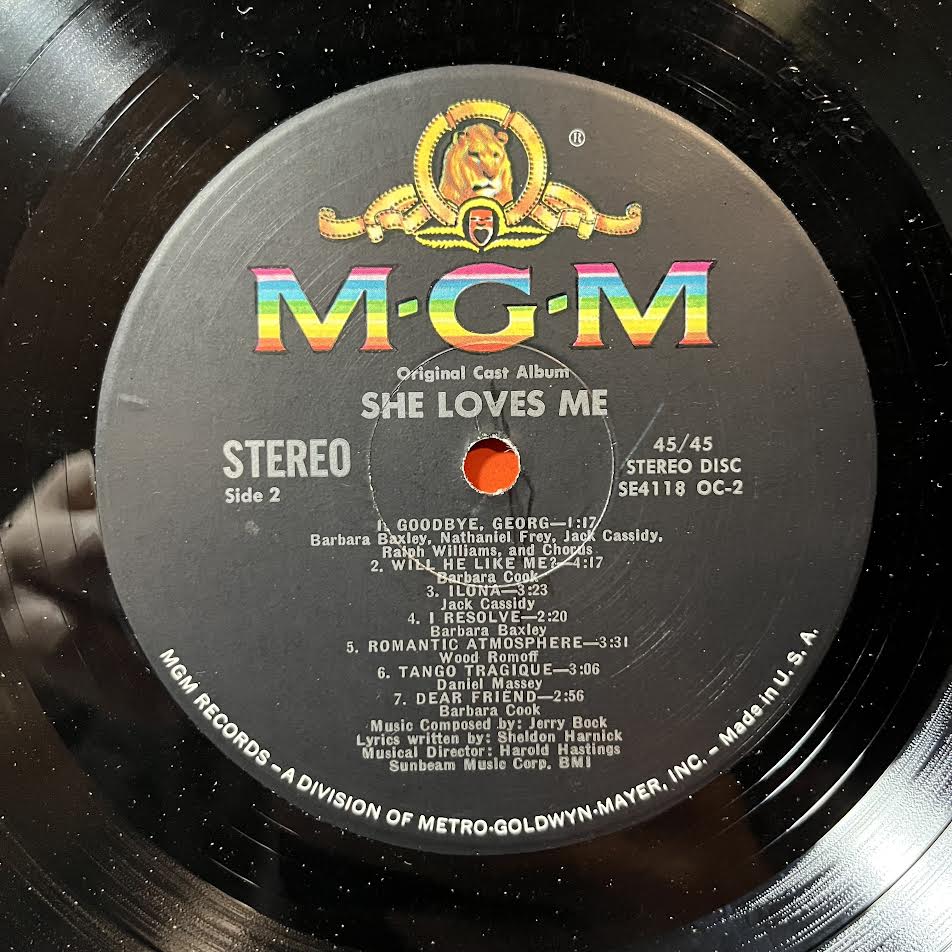 ®
M·G·M
Original Cast Album
SHE LOVES ME
STEREO
Side 2
45/45
STEREO DISC
SE4118 OC-2
1. GOODBYE, GEORG—1:17
Barbara Baxley, Nathaniel Frey, Jack Cassidy,
Ralph Williams, and Chorus
2. WILL HE LIKE ME?—4:17
Barbara Cook
3. ILONA—3:23
Jack Cassidy
4. I RESOLVE—2:20
Barbara Baxley
5. ROMANTIC ATMOSPHERE—3:31
Wood Romoff
6. TANGO TRAGIQUE—3:06
Daniel Massey
7. DEAR FRIEND—2:56
Barbara Cook
Music Composed by: Jerry Bock
Lyrics written by: Sheldon Harnick
Musical Director: Harold Hastings
Sunbeam Music Corp. BMI
MGM RECORDS – A DIVISION OF METRO-GOLDWYN-MAYER, INC. – Made in U. S. A.